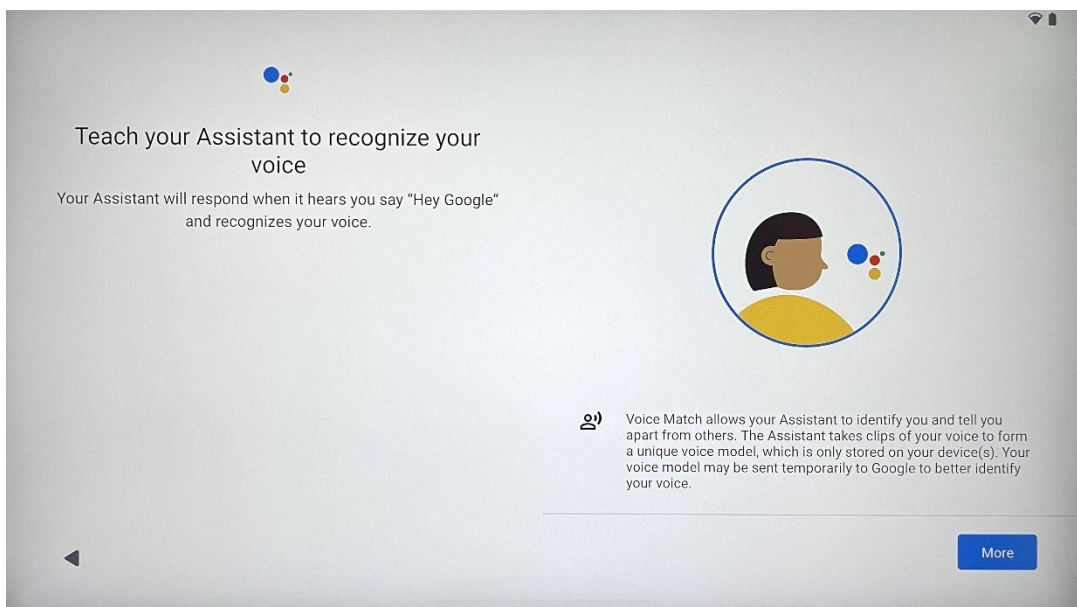 Teach your Assistant to recognize your
voice
Your Assistant will respond when it hears you say “Hey Google“
and recognizes your voice.
Voice Match allows your Assistant to identify you and tell you
apart from others. The Assistant takes clips of your voice to form
a unique voice model, which is only stored on your device(s). Your
voice model may be sent temporarily to Google to better identify
your voice.
More